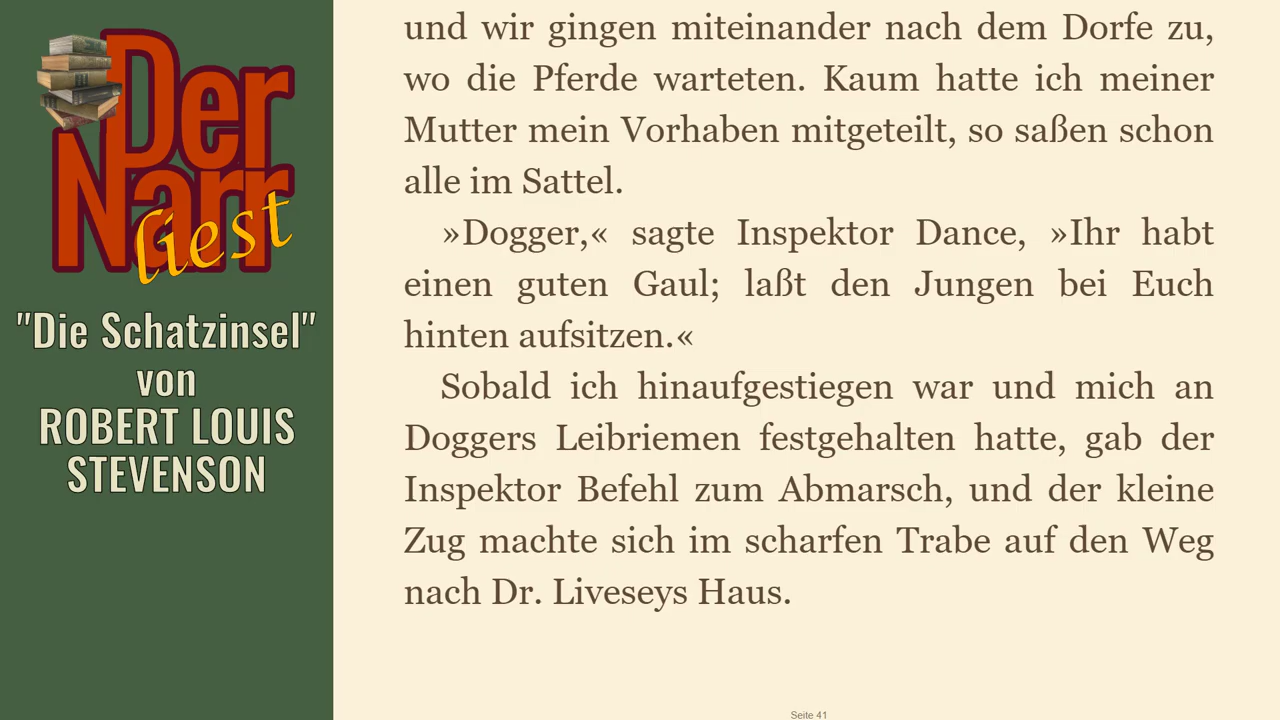 Der
Narr
liest
"Die Schatzinsel"
von
ROBERT LOUIS
STEVENSON
und wir gingen miteinander nach dem Dorfe zu,
wo die Pferde warteten. Kaum hatte ich meiner
Mutter mein Vorhaben mitgeteilt, so saßen schon
alle im Sattel.
»Dogger,« sagte Inspektor Dance, »Ihr habt
einen guten Gaul; laßt den Jungen bei Euch
hinten aufsitzen.«
Sobald ich hinaufgestiegen war und mich an
Doggers Leibriemen festgehalten hatte, gab der
Inspektor Befehl zum Abmarsch, und der kleine
Zug machte sich im scharfen Trabe auf den Weg
nach Dr. Liveseys Haus.
Seite 41